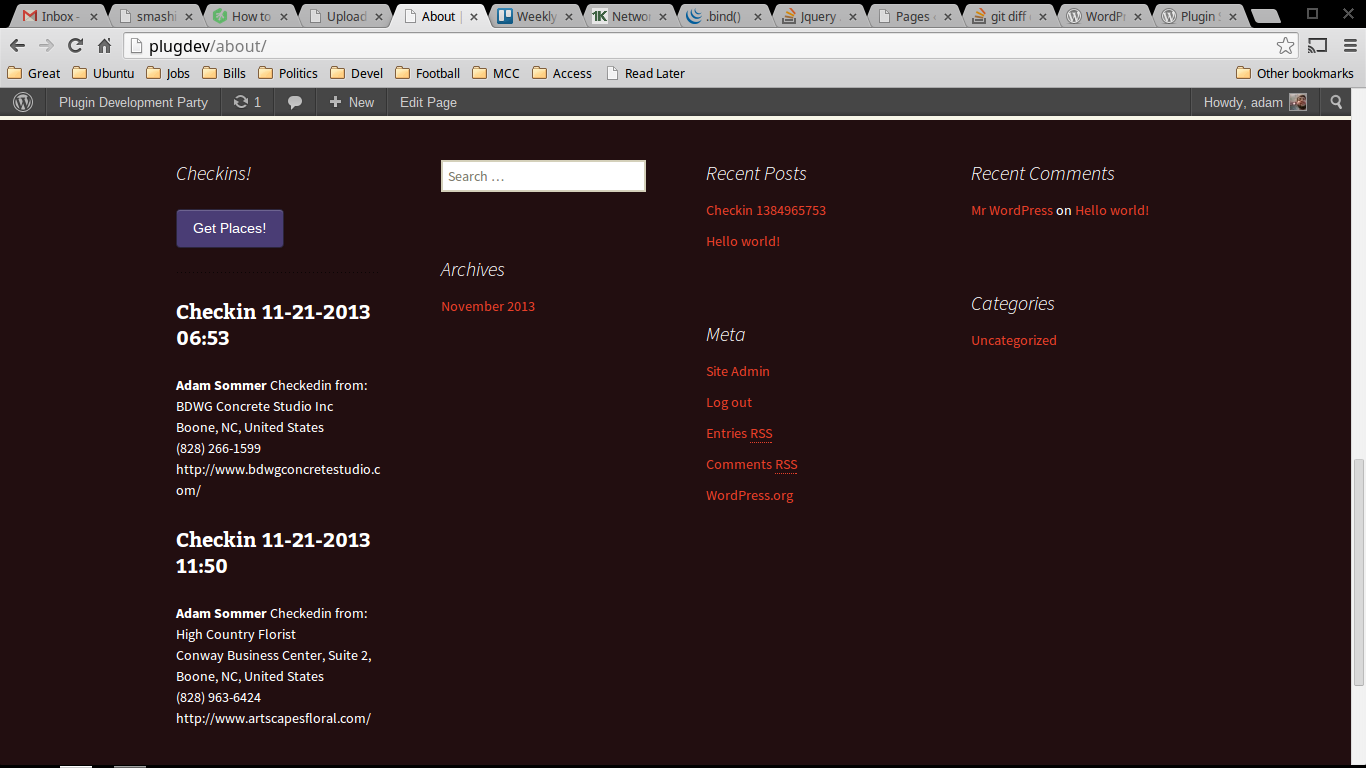 Inbox -
smashi
How to
Upload
About |
Weekly
1K Networ
.bind()
Jquery
Pages
git diff
WordPr
Plugin
plugdev/about/
Great Ubuntu Jobs Bills Politics Devel Football MCC Access Read Later Other bookmarks
Plugin Development Party 1 New Edit Page Howdy, adam
Checkins!
Get Places!
Checkin 11-21-2013
06:53
Adam Sommer Checkedin from:
BDWG Concrete Studio Inc
Boone, NC, United States
(828) 266-1599
http://www.bdwgconcretestudio.c
om/
Checkin 11-21-2013
11:50
Adam Sommer Checkedin from:
High Country Florist
Conway Business Center, Suite 2,
Boone, NC, United States
(828) 963-6424
http://www.artscapesfloral.com/
Search …
Archives
November 2013
Recent Posts
Checkin 1384965753
Hello world!
Meta
Site Admin
Log out
Entries RSS
Comments RSS
WordPress.org
Recent Comments
Mr WordPress on Hello world!
Categories
Uncategorized